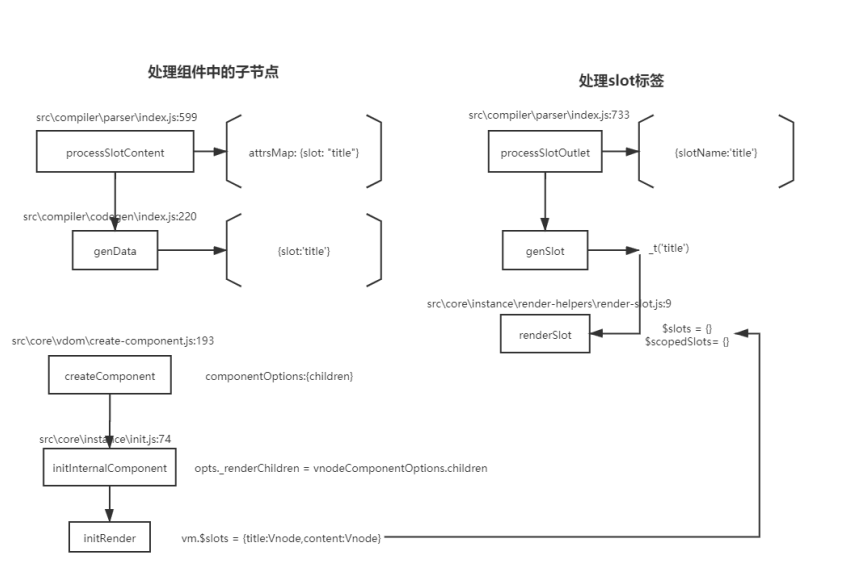 处理组件中的子节点
src\compiler\parser\index.js:599
processSlotContent
attrsMap: {slot: "title"}
src\compiler\codegen\index.js:220
genData
{slot:'title'}
src\core\vdom\create-component.js:193
createComponent
componentOptions:{children}
src\core\instance\init.js:74
initInternalComponent
opts._renderChildren = vnodeComponentOptions.children
initRender
vm.$slots = {title:Vnode,content:Vnode}
处理slot标签
src\compiler\parser\index.js:733
processSlotOutlet
{slotName:'title'}
genSlot
_t('title')
src\core\instance\render-helpers\render-slot.js:9
renderSlot
$slots = {}
$scopedSlots= {}